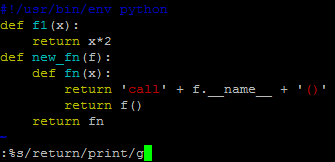 #!/usr/bin/env python
def f1(x):
    return x*2
def new_fn(f):
    def fn(x):
        return 'call' + f.__name__ + '()'
        return f()
    return fn
~
:%s/return/print/g